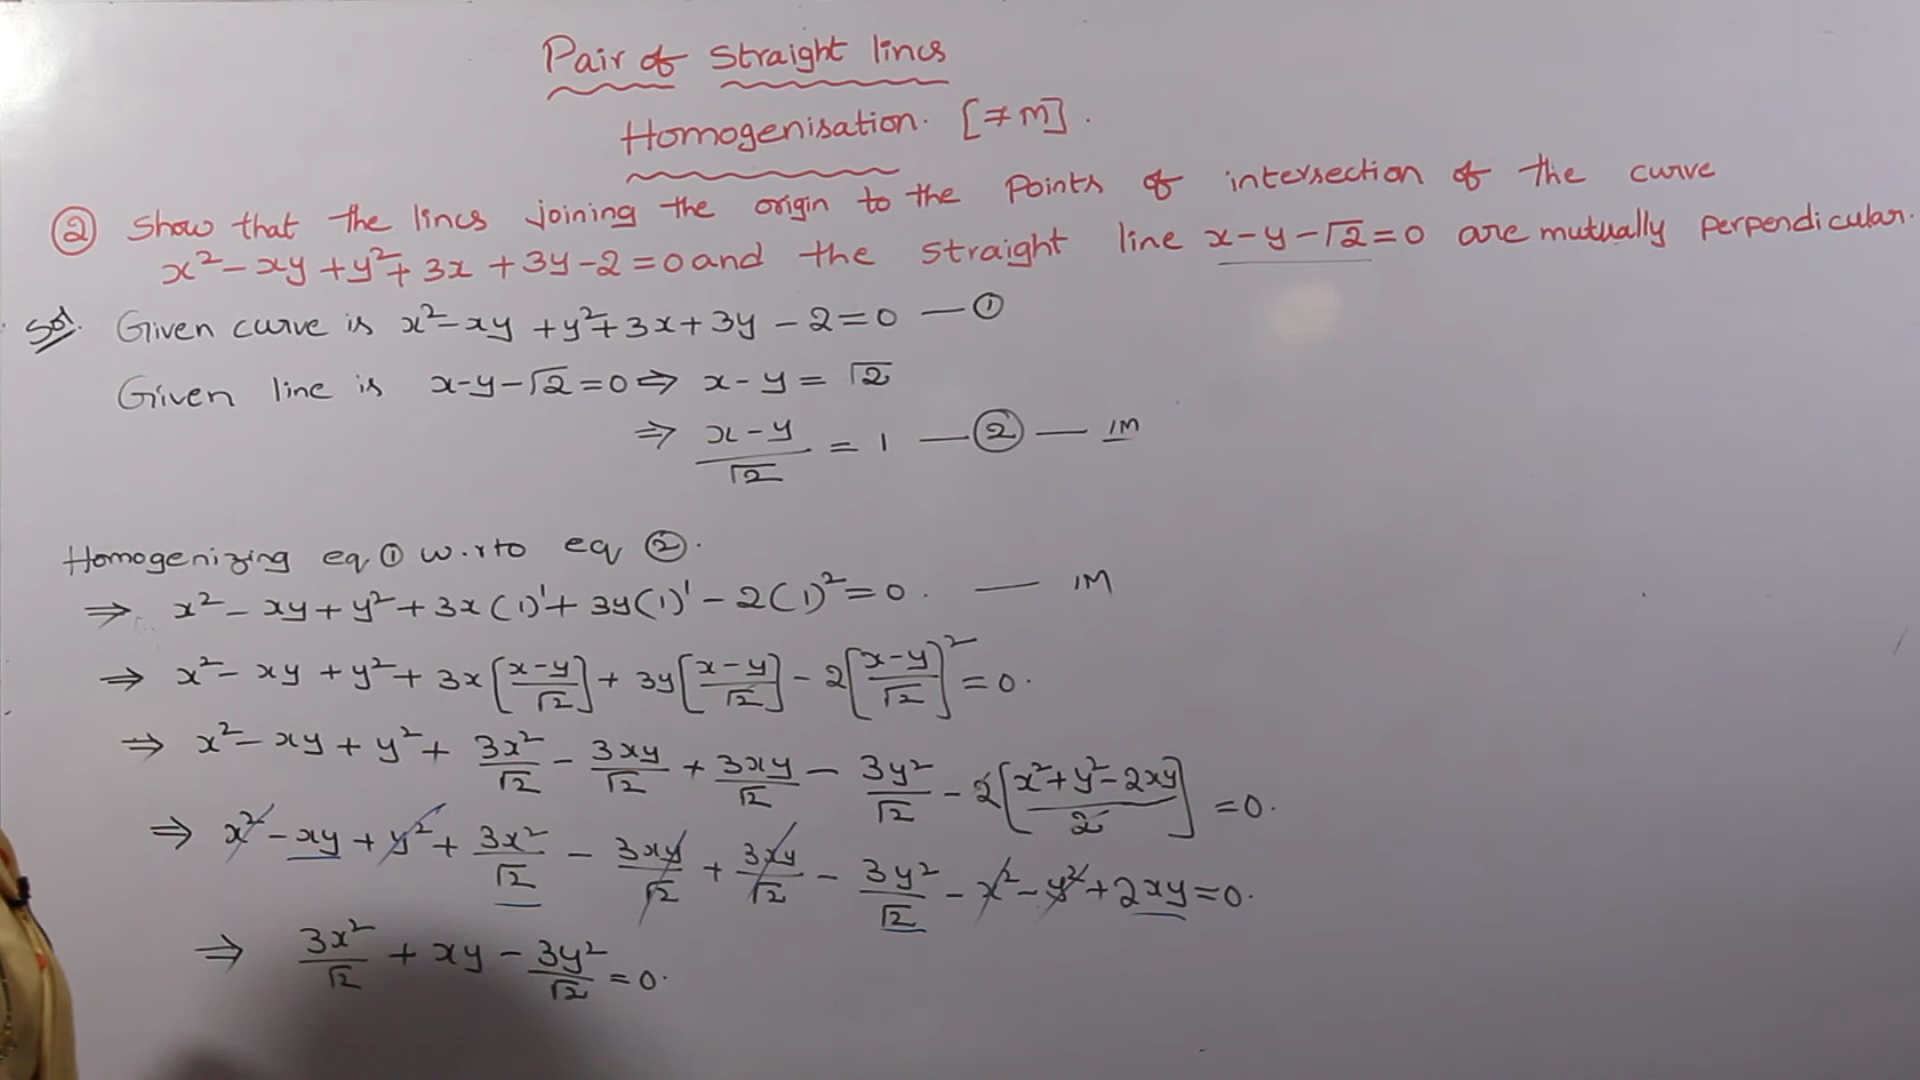 Pair of Straight lines
Homogenisation. [7M].
② Show that the lines joining the origin to the Points of intersection of the curve
x² - xy + y² + 3x + 3y - 2 = 0 and the straight line x - y - √2 = 0 are mutually perpendicular.
Sol. Given curve is x² - xy + y² + 3x + 3y - 2 = 0 — ①
Given line is x - y - √2 = 0 ⇒ x - y = √2
⇒ (x - y)/√2 = 1 — ② — 1M
Homogenizing eq ① w.r to eq ②.
⇒ x² - xy + y² + 3x(1)¹ + 3y(1)¹ - 2(1)² = 0. — 1M
⇒ x² - xy + y² + 3x[(x - y)/√2] + 3y[(x - y)/√2] - 2[(x - y)/√2]² = 0.
⇒ x² - xy + y² + 3x²/√2 - 3xy/√2 + 3xy/√2 - 3y²/√2 - 2[(x² + y² - 2xy)/2] = 0.
⇒ x² - xy + y² + 3x²/√2 - 3xy/√2 + 3xy/√2 - 3y²/√2 - x² - y² + 2xy = 0.
⇒ 3x²/√2 + xy - 3y²/√2 = 0.